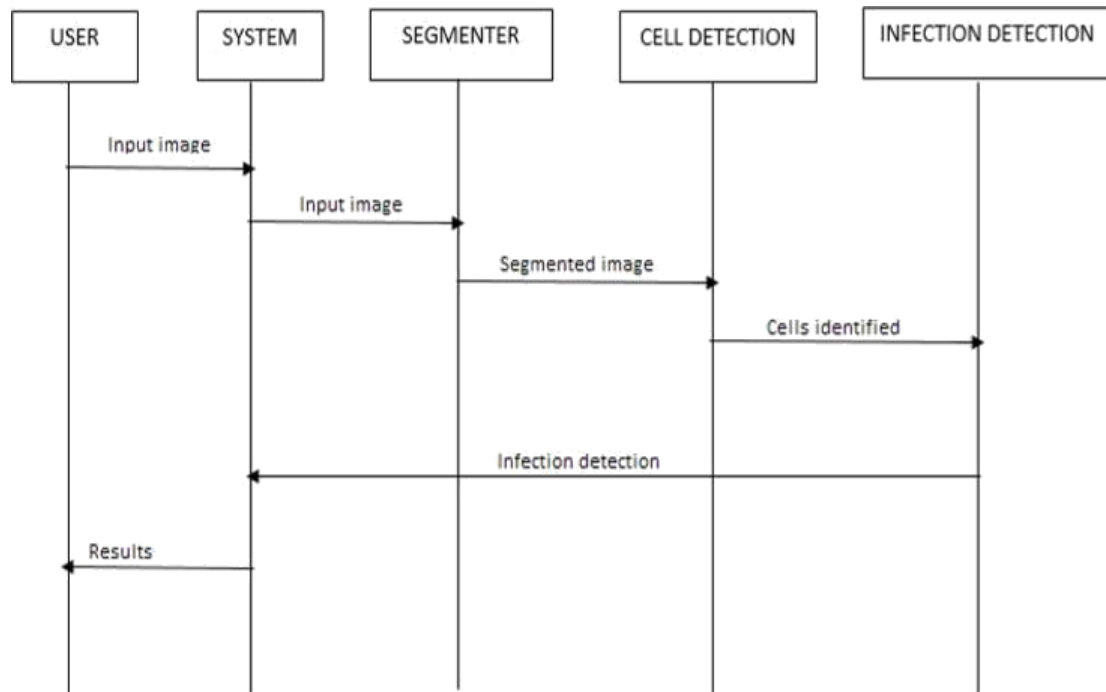 USER
SYSTEM
SEGMENTER
CELL DETECTION
INFECTION DETECTION
Input image
Input image
Segmented image
Cells identified
Infection detection
Results